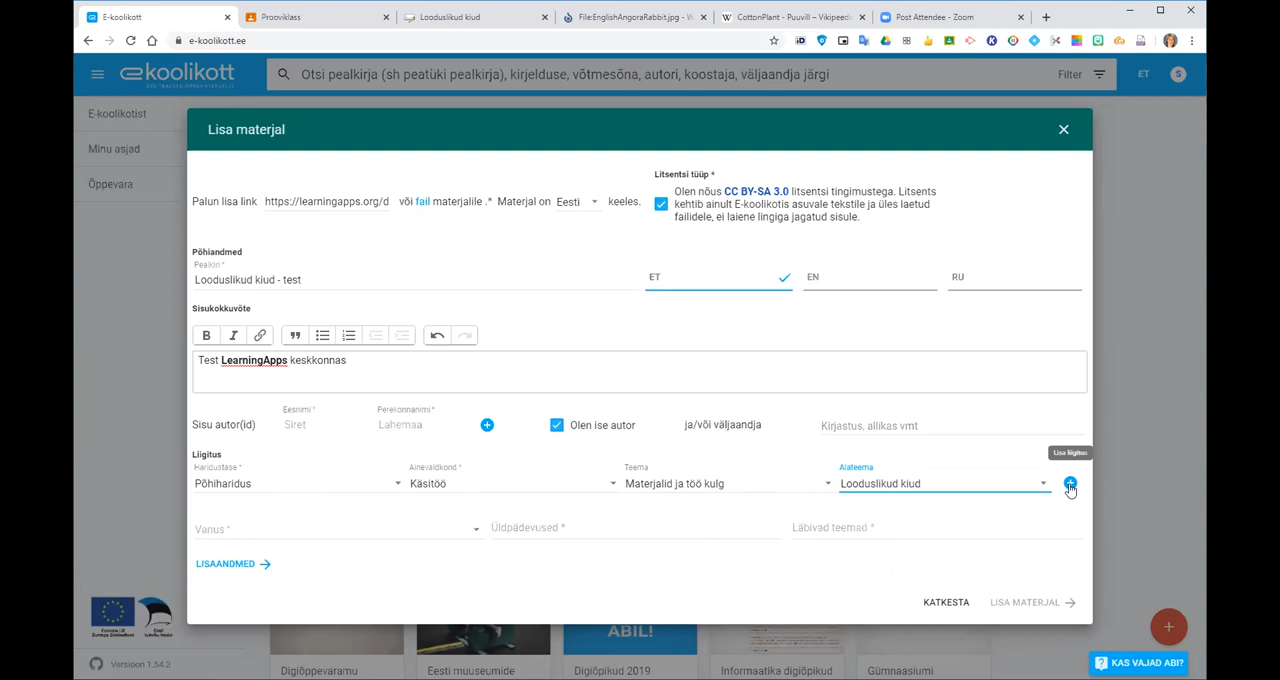 E-koolikott
Prooviklass
Looduslikud kiud
File:EnglishAngoraRabbit.jpg - W
CottonPlant - Puuvill – Vikipeed
Post Attendee - Zoom
e-koolikott.ee
ekoolikott
Otsi pealkirja (sh peatüki pealkirja), kirjelduse, võtmesõna, autori, koostaja, väljaandja järgi
Filter
ET
S
E-koolikotist
Minu asjad
Õppevara
Lisa materjal
Litsentsi tüüp *
Olen nõus CC BY-SA 3.0 litsentsi tingimustega. Litsents
kehtib ainult E-koolikotis asuvale tekstile ja üles laetud
failidele, ei laiene lingiga jagatud sisule.
Palun lisa link https://learningapps.org/d või fail materjalile .* Materjal on Eesti keeles.
Põhiandmed
Pealkiri *
Looduslikud kiud - test
ET
EN
RU
Sisukokkuvõte
B I
Test LearningApps keskkonnas
Sisu autor(id)
Eesnimi *
Siret
Perekonnanimi *
Lahemaa
Olen ise autor
ja/või väljaandja
Kirjastus, allikas vmt
Lisa liigitus
Liigitus
Haridustase *
Põhiharidus
Ainevaldkond *
Käsitöö
Teema
Materjalid ja töö kulg
Alateema
Looduslikud kiud
Vanus *
Üldpädevused *
Läbivad teemad *
LISAANDMED
KATKESTA
LISA MATERJAL
ABIL!
Versioon 1.54.3
Digiõppevaramu
Eesti muuseumide
Digiõpikud 2019
Informaatika digiõpikud
Gümnaasiumi
KAS VAJAD ABI?